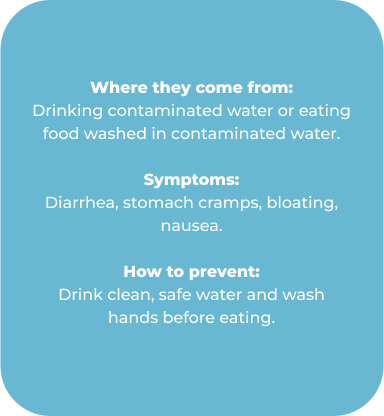 Where they come from:
Drinking contaminated water or eating
food washed in contaminated water.
Symptoms:
Diarrhea, stomach cramps, bloating,
nausea.
How to prevent:
Drink clean, safe water and wash
hands before eating.